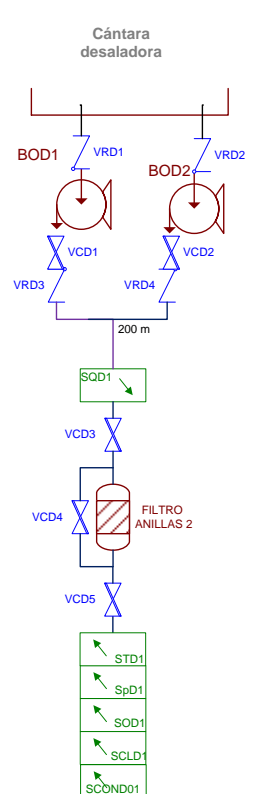 Cántara
desaladora
BOD1
VRD1
VRD2
BOD2
VCD1
VCD2
VRD3
VRD4
200 m
SQD1
VCD3
VCD4
FILTRO
ANILLAS 2
VCD5
STD1
SpD1
SOD1
SCLD1
SCOND01